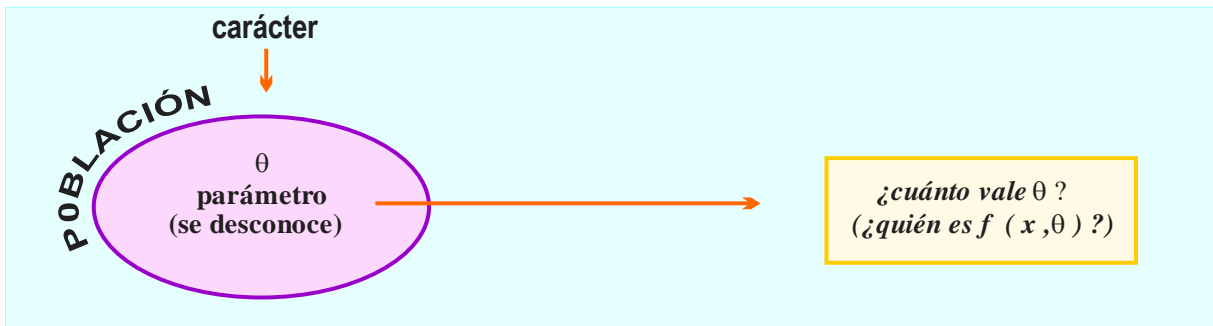 carácter
P0BLACIÓN
θ
parámetro
(se desconoce)
¿cuánto vale θ ?
(¿quién es f ( x ,θ ) ?)